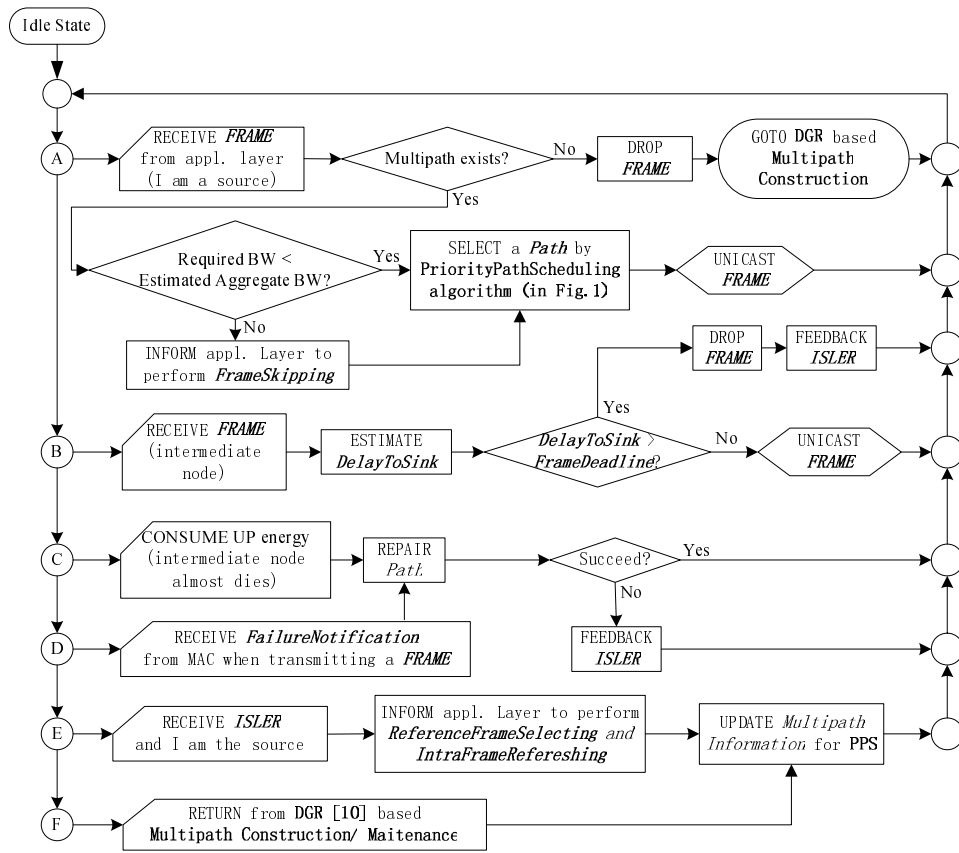 Idle State
A
RECEIVE FRAME
from appl. layer
(I am a source)
Multipath exists?
No
DROP
FRAME
GOTO DGR based
Multipath
Construction
Yes
Required BW <
Estimated Aggregate BW?
Yes
SELECT a Path by
PriorityPathScheduling
algorithm (in Fig.1)
UNICAST
FRAME
No
INFORM appl. Layer to
perform FrameSkipping
DROP
FRAME
FEEDBACK
ISLER
Yes
B
RECEIVE FRAME
(intermediate
node)
ESTIMATE
DelayToSink
DelayToSink >
FrameDeadline?
No
UNICAST
FRAME
C
CONSUME UP energy
(intermediate node
almost dies)
REPAIR
Path
Succeed?
Yes
No
D
RECEIVE FailureNotification
from MAC when transmitting a FRAME
FEEDBACK
ISLER
E
RECEIVE ISLER
and I am the source
INFORM appl. Layer to perform
ReferenceFrameSelecting and
IntraFrameRefereshing
UPDATE Multipath
Information for PPS
F
RETURN from DGR [10] based
Multipath Construction/ Maitenance